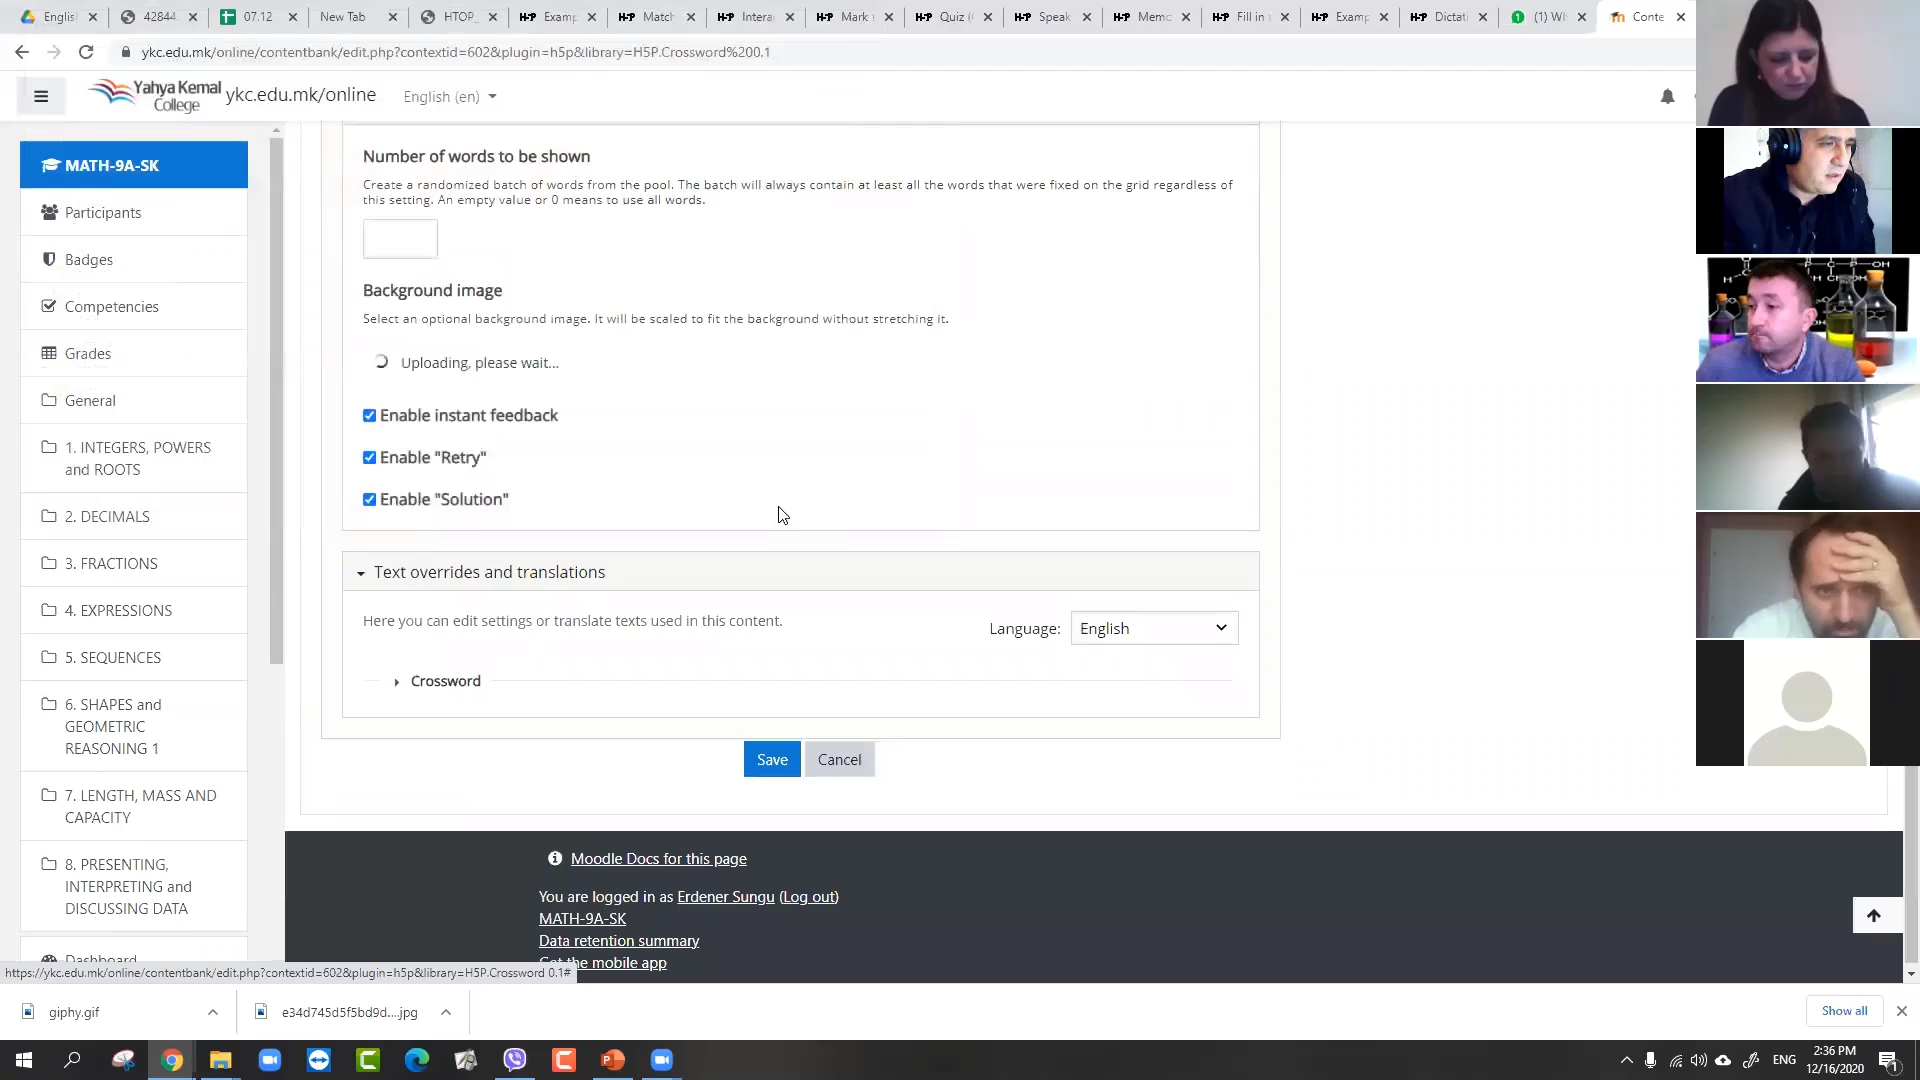 Englisl
42844.
07.12
New Tab
HTOP_
H-P Examp
H-P Match
H-P Intera
H-P Mark t
H-P Quiz (
H-P Speak
H-P Memo
H-P Fill in t
H-P Examp
H-P Dictat
(1) Wh
Conte
ykc.edu.mk/online/contentbank/edit.php?contextid=602&plugin=h5p&library=H5P.Crossword%200.1
Yahya Kemal College
ykc.edu.mk/online
English (en)
MATH-9A-SK
Participants
Badges
Competencies
Grades
General
1. INTEGERS, POWERS
and ROOTS
2. DECIMALS
3. FRACTIONS
4. EXPRESSIONS
5. SEQUENCES
6. SHAPES and
GEOMETRIC
REASONING 1
7. LENGTH, MASS AND
CAPACITY
8. PRESENTING,
INTERPRETING and
DISCUSSING DATA
Dashboard
Number of words to be shown
Create a randomized batch of words from the pool. The batch will always contain at least all the words that were fixed on the grid regardless of
this setting. An empty value or 0 means to use all words.
Background image
Select an optional background image. It will be scaled to fit the background without stretching it.
Uploading, please wait...
Enable instant feedback
Enable "Retry"
Enable "Solution"
Text overrides and translations
Here you can edit settings or translate texts used in this content.
Language:
English
Crossword
Save
Cancel
Moodle Docs for this page
You are logged in as Erdener Sungu (Log out)
MATH-9A-SK
Data retention summary
Get the mobile app
https://ykc.edu.mk/online/contentbank/edit.php?contextid=602&plugin=h5p&library=H5P.Crossword 0.1#
giphy.gif
e34d745d5f5bd9d....jpg
Show all
ENG
2:36 PM
12/16/2020
1